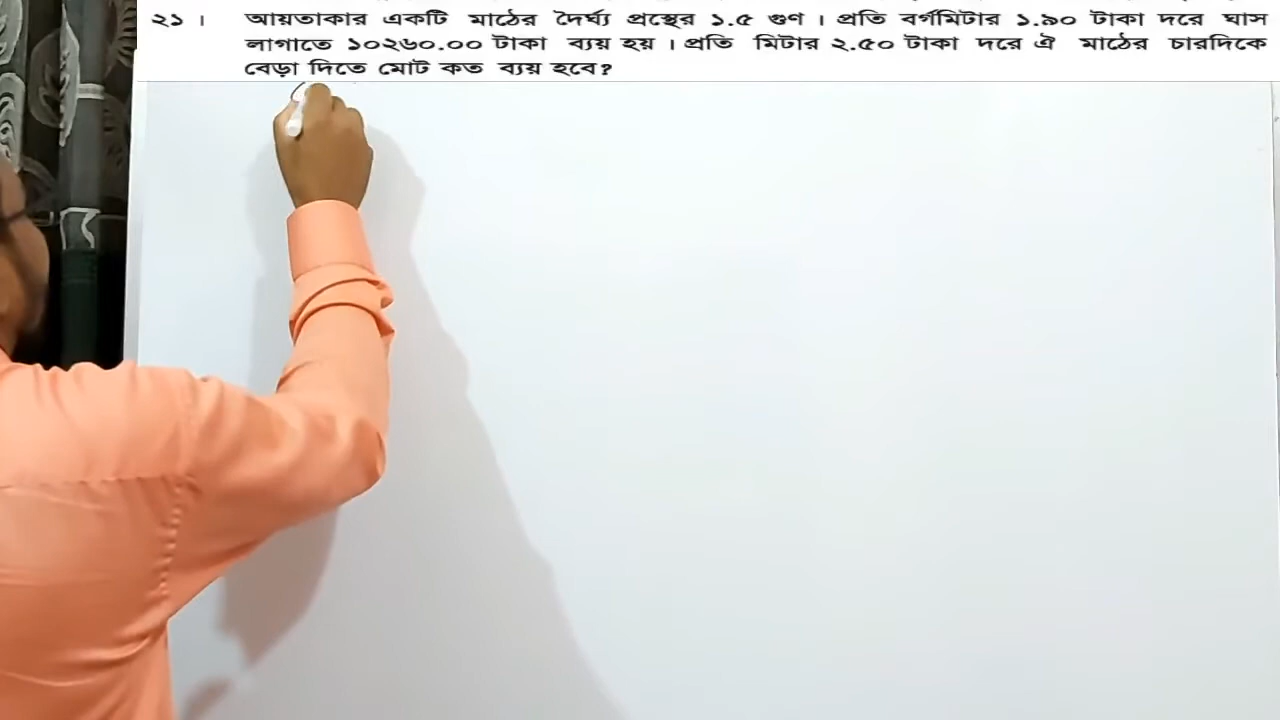 ২১ । আয়তাকার একটি মাঠের দৈর্ঘ্য প্রস্থের ১.৫ গুণ । প্রতি বর্গমিটার ১.৯০ টাকা দরে ঘাস
লাগাতে ১০২৬০.০০ টাকা ব্যয় হয় । প্রতি মিটার ২.৫০ টাকা দরে ঐ মাঠের চারদিকে
বেড়া দিতে মোট কত ব্যয় হবে?